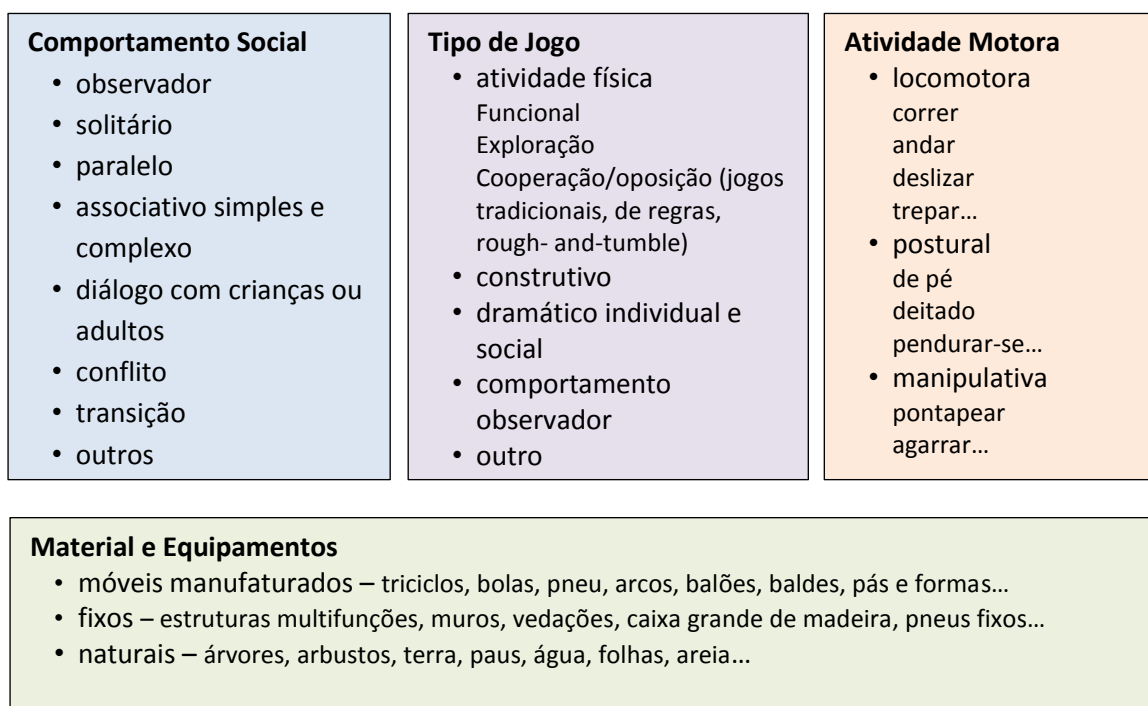 Comportamento Social
• observador
• solitário
• paralelo
• associativo simples e
complexo
• diálogo com crianças ou
adultos
• conflito
• transição
• outros
Tipo de Jogo
• atividade física
Funcional
Exploração
Cooperação/oposição (jogos
tradicionais, de regras,
rough- and-tumble)
• construtivo
• dramático individual e
social
• comportamento
observador
• outro
Atividade Motora
• locomotora
correr
andar
deslizar
trepar…
• postural
de pé
deitado
pendurar-se…
• manipulativa
pontapear
agarrar…
Material e Equipamentos
• móveis manufaturados – triciclos, bolas, pneu, arcos, balões, baldes, pás e formas…
• fixos – estruturas multifunções, muros, vedações, caixa grande de madeira, pneus fixos…
• naturais – árvores, arbustos, terra, paus, água, folhas, areia…